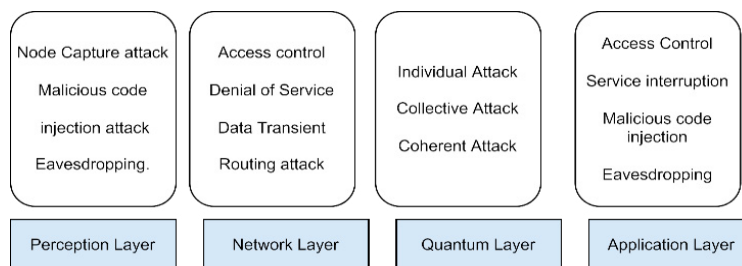 Node Capture attack
Malicious code
injection attack
Eavesdropping.
Access control
Denial of Service
Data Transient
Routing attack
Individual Attack
Collective Attack
Coherent Attack
Access Control
Service interruption
Malicious code
injection
Eavesdropping
Perception Layer
Network Layer
Quantum Layer
Application Layer